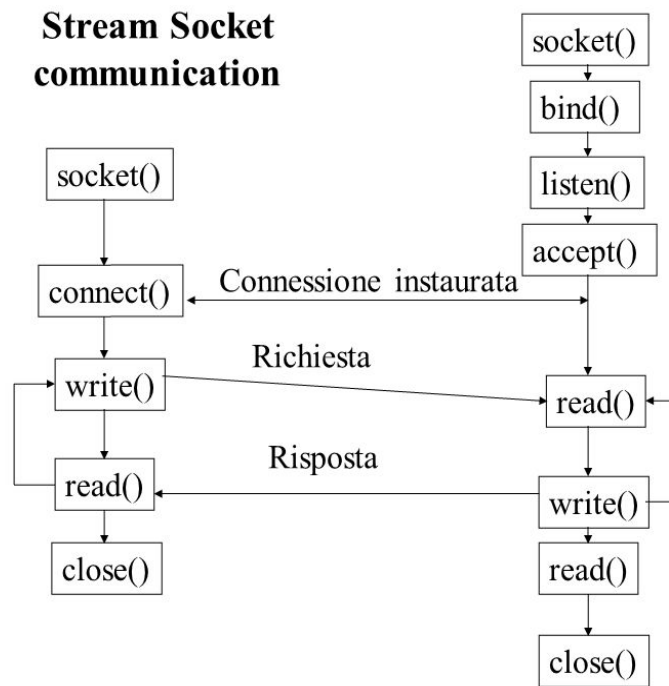 Stream Socket
communication
socket()
bind()
listen()
accept()
socket()
connect()
Connessione instaurata
write()
Richiesta
read()
read()
Risposta
write()
close()
read()
close()